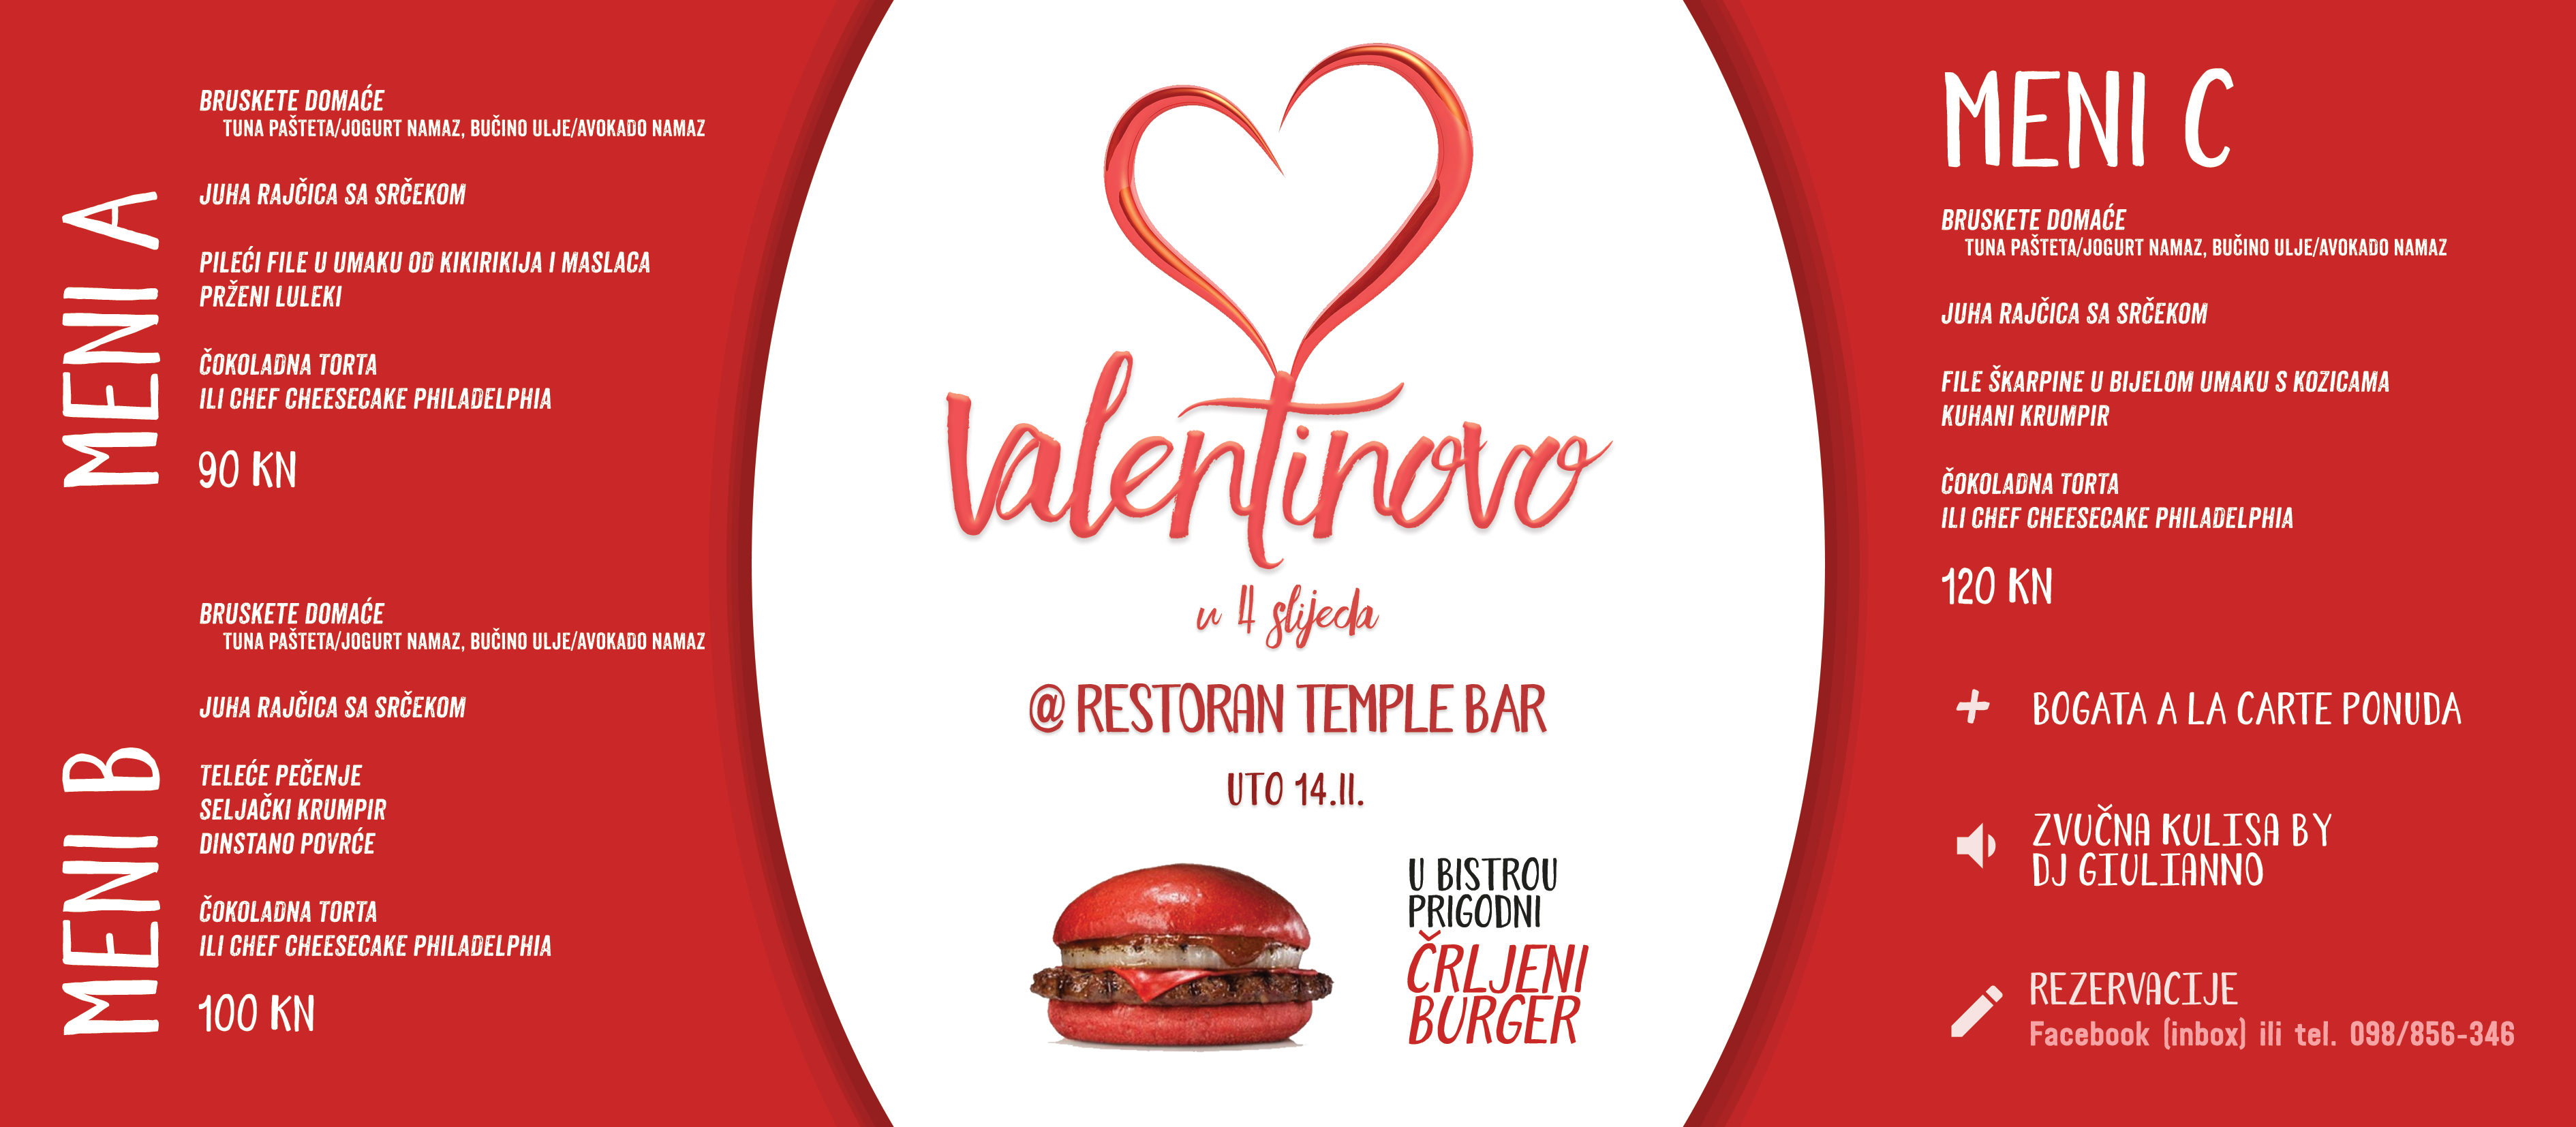 MENI A
BRUSKETE DOMAĆE
TUNA PAŠTETA/JOGURT NAMAZ, BUČINO ULJE/AVOKADO NAMAZ
JUHA RAJČICA SA SRČEKOM
PILEĆI FILE U UMAKU OD KIKIRIKIJA I MASLACA
PRŽENI LULEKI
ČOKOLADNA TORTA
ILI CHEF CHEESECAKE PHILADELPHIA
90 KN
MENI B
BRUSKETE DOMAĆE
TUNA PAŠTETA/JOGURT NAMAZ, BUČINO ULJE/AVOKADO NAMAZ
JUHA RAJČICA SA SRČEKOM
TELEĆE PEČENJE
SELJAČKI KRUMPIR
DINSTANO POVRĆE
ČOKOLADNA TORTA
ILI CHEF CHEESECAKE PHILADELPHIA
100 KN
Valentinovo
u 4 slijeda
@ RESTORAN TEMPLE BAR
UTO 14.II.
U BISTROU
PRIGODNI
ČRLJENI
BURGER
MENI C
BRUSKETE DOMAĆE
TUNA PAŠTETA/JOGURT NAMAZ, BUČINO ULJE/AVOKADO NAMAZ
JUHA RAJČICA SA SRČEKOM
FILE ŠKARPINE U BIJELOM UMAKU S KOZICAMA
KUHANI KRUMPIR
ČOKOLADNA TORTA
ILI CHEF CHEESECAKE PHILADELPHIA
120 KN
+ BOGATA A LA CARTE PONUDA
ZVUČNA KULISA BY
DJ GIULIANNO
REZERVACIJE
Facebook (inbox) ili tel. 098/856-346